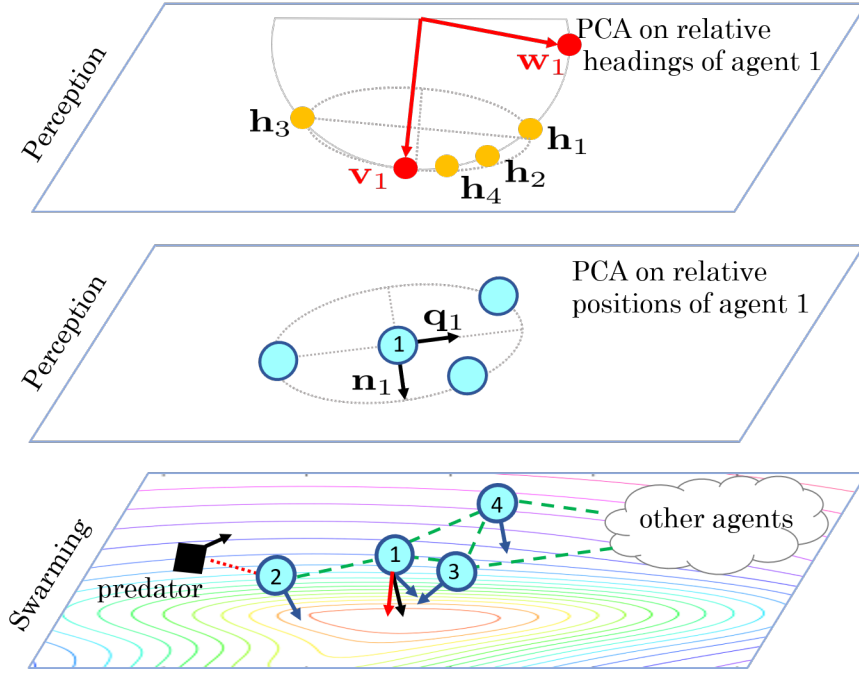 Perception
PCA on relative
headings of agent 1
w₁
h₃
h₁
v₁
h₂
h₄
Perception
PCA on relative
positions of agent 1
q₁
1
n₁
Swarming
4
other agents
1
3
2
predator